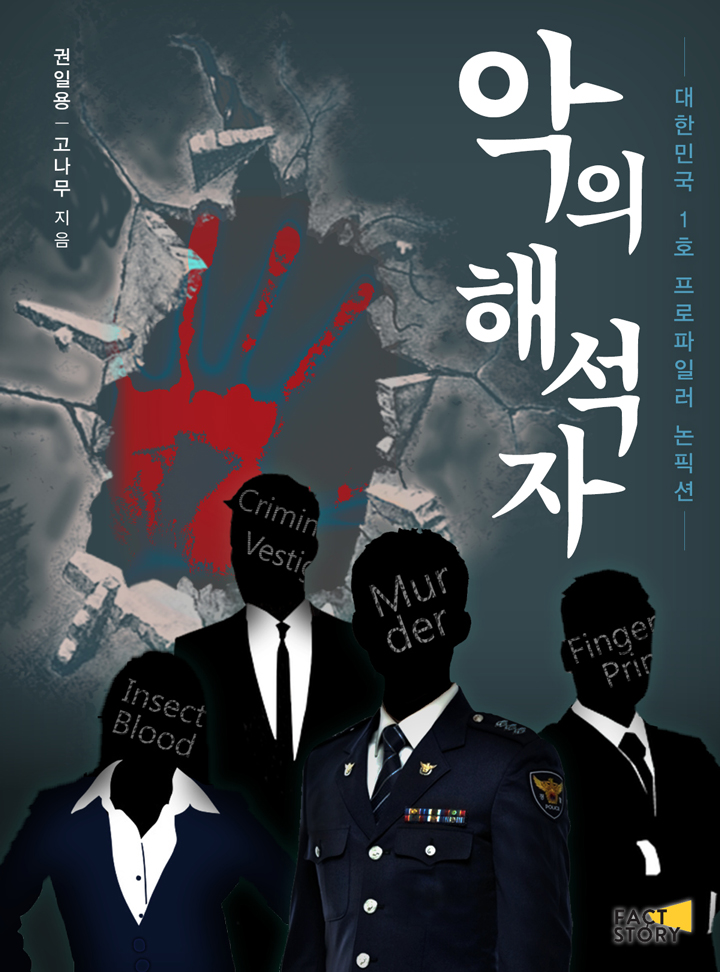 악의
해석자
대한민국 1호 프로파일러 논픽션
권일용 - 고나무 지음
Crimin
Vestig
Mur
der
Finger
Prin
Insect
Blood
POLICE
FACT
STORY